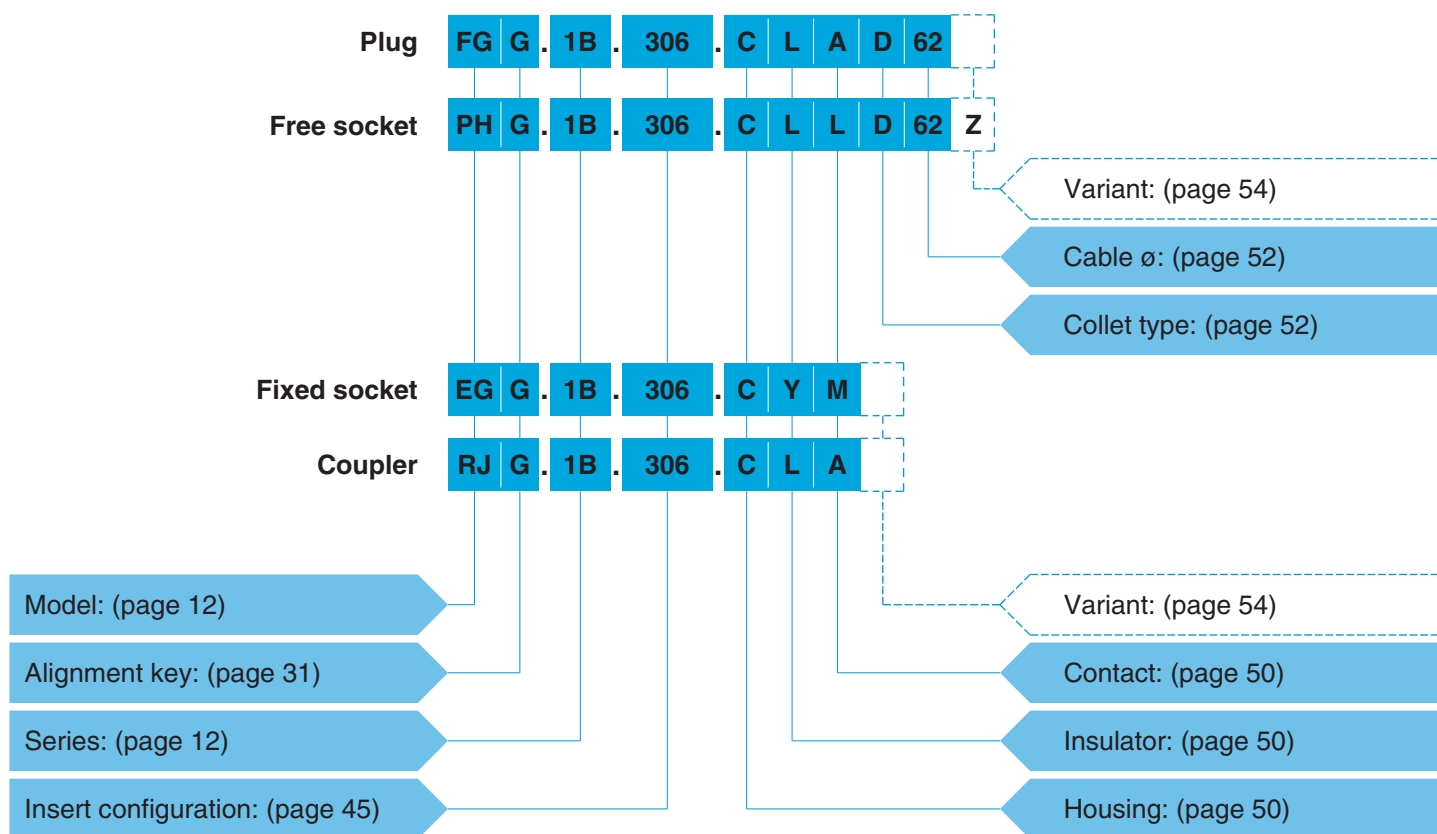 Plug FG G . 1B . 306 . C L A D 62
Free socket PH G . 1B . 306 . C L L D 62 Z
Variant: (page 54)
Cable ø: (page 52)
Collet type: (page 52)
Fixed socket EG G . 1B . 306 . C Y M
Coupler RJ G . 1B . 306 . C L A
Model: (page 12)
Variant: (page 54)
Alignment key: (page 31)
Contact: (page 50)
Series: (page 12)
Insulator: (page 50)
Insert configuration: (page 45)
Housing: (page 50)